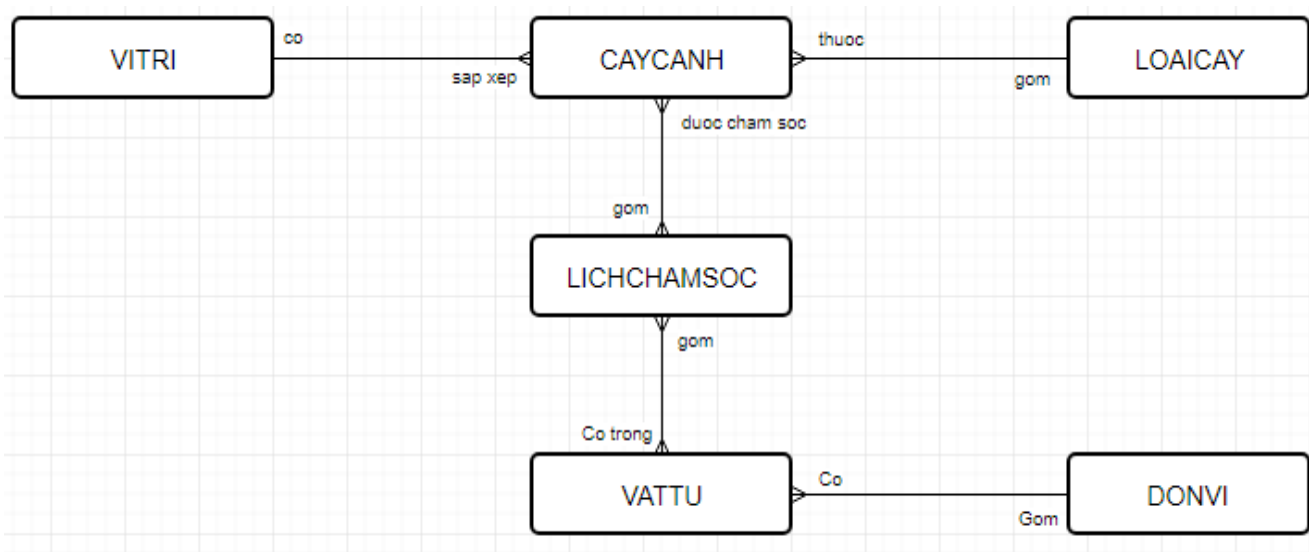 co
thuoc
VITRI
CAYCANH
LOAICAY
sap xep
gom
duoc cham soc
gom
LICHCHAMSOC
gom
Co trong
Co
VATTU
DONVI
Gom